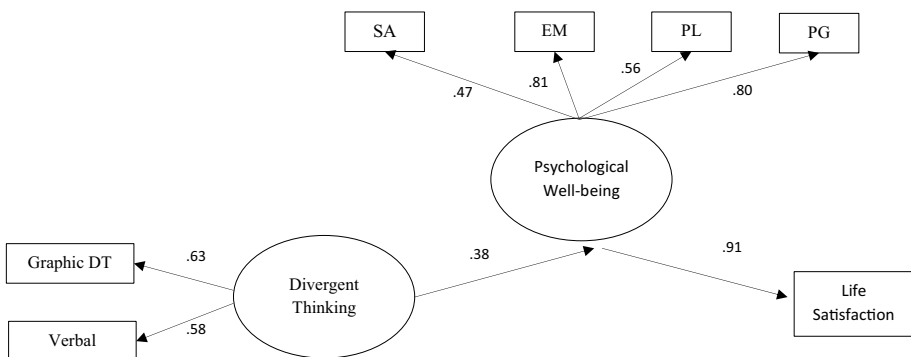 SA
EM
PL
PG
.47
.81
.56
.80
Psychological
Well-being
Graphic DT
.63
Divergent
Thinking
.38
.91
Life
Satisfaction
.58
Verbal